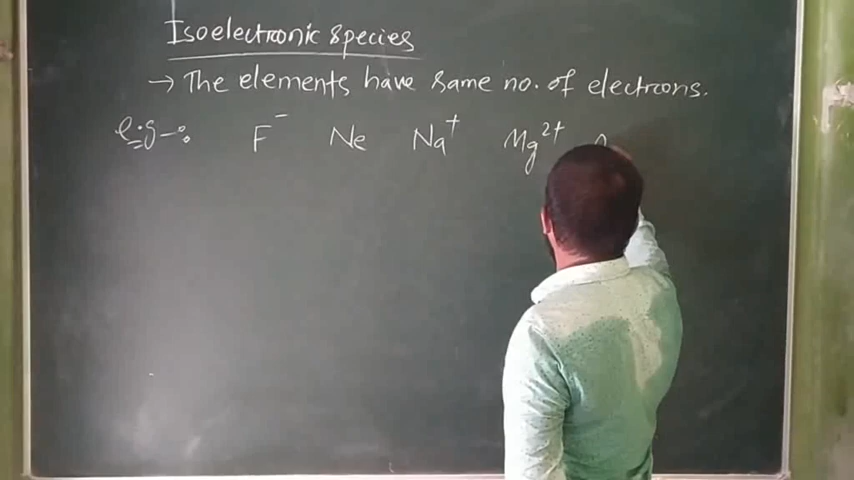 Isoelectronic species
→ The elements have same no. of electrons.
e.g-: F⁻ Ne Na⁺ Mg²⁺